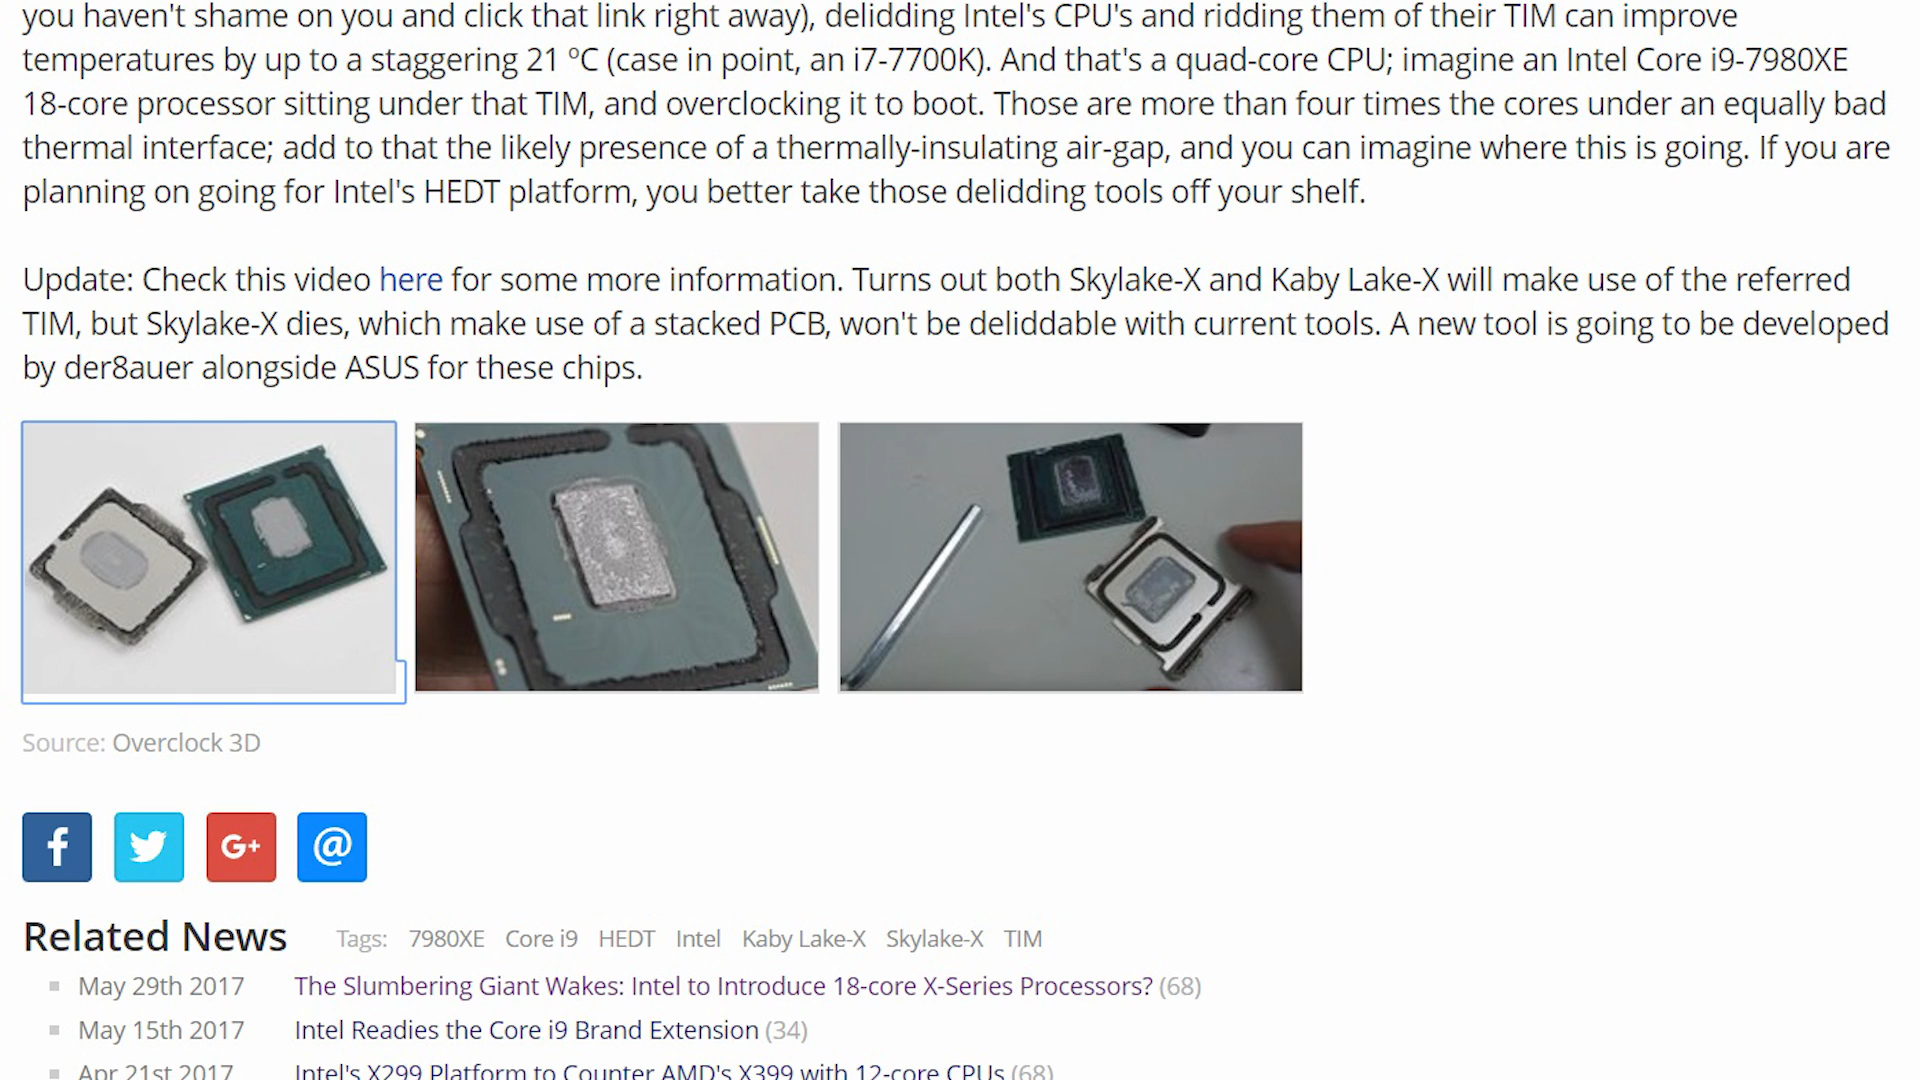 you haven't shame on you and click that link right away), delidding Intel's CPU's and ridding them of their TIM can improve
temperatures by up to a staggering 21 ºC (case in point, an i7-7700K). And that's a quad-core CPU; imagine an Intel Core i9-7980XE
18-core processor sitting under that TIM, and overclocking it to boot. Those are more than four times the cores under an equally bad
thermal interface; add to that the likely presence of a thermally-insulating air-gap, and you can imagine where this is going. If you are
planning on going for Intel's HEDT platform, you better take those delidding tools off your shelf.
Update: Check this video here for some more information. Turns out both Skylake-X and Kaby Lake-X will make use of the referred
TIM, but Skylake-X dies, which make use of a stacked PCB, won't be deliddable with current tools. A new tool is going to be developed
by der8auer alongside ASUS for these chips.
Source: Overclock 3D
f G+ @
Related News Tags: 7980XE Core i9 HEDT Intel Kaby Lake-X Skylake-X TIM
May 29th 2017 The Slumbering Giant Wakes: Intel to Introduce 18-core X-Series Processors? (68)
May 15th 2017 Intel Readies the Core i9 Brand Extension (34)
Apr 21st 2017 Intel's X299 Platform to Counter AMD's X399 with 12-core CPUs (68)